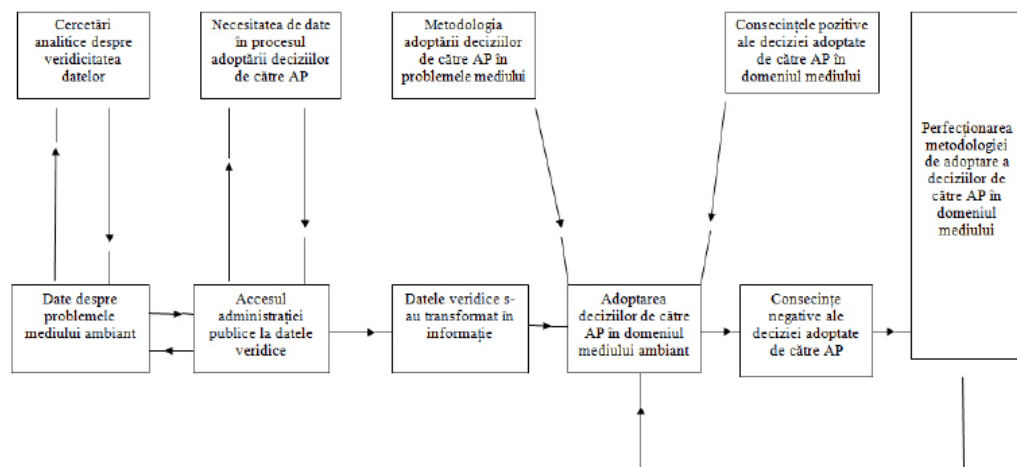 Cercetări
analitice despre
veridicitatea
datelor
Necesitatea de date
în procesul
adoptării deciziilor
de către AP
Metodologia
adoptării deciziilor
de către AP în
problemele mediului
Consecințele pozitive
ale deciziei adoptate
de către AP în
domeniul mediului
Perfecționarea
metodologiei
de adoptare a
deciziilor de
către AP în
domeniul
mediului
Date despre
problemele
mediului ambiant
Accesul
administrației
publice la datele
veridice
Datele veridice s-
au transformat în
informație
Adoptarea
deciziilor de către
AP în domeniul
mediului ambiant
Consecințe
negative ale
deciziei adoptate
de către AP